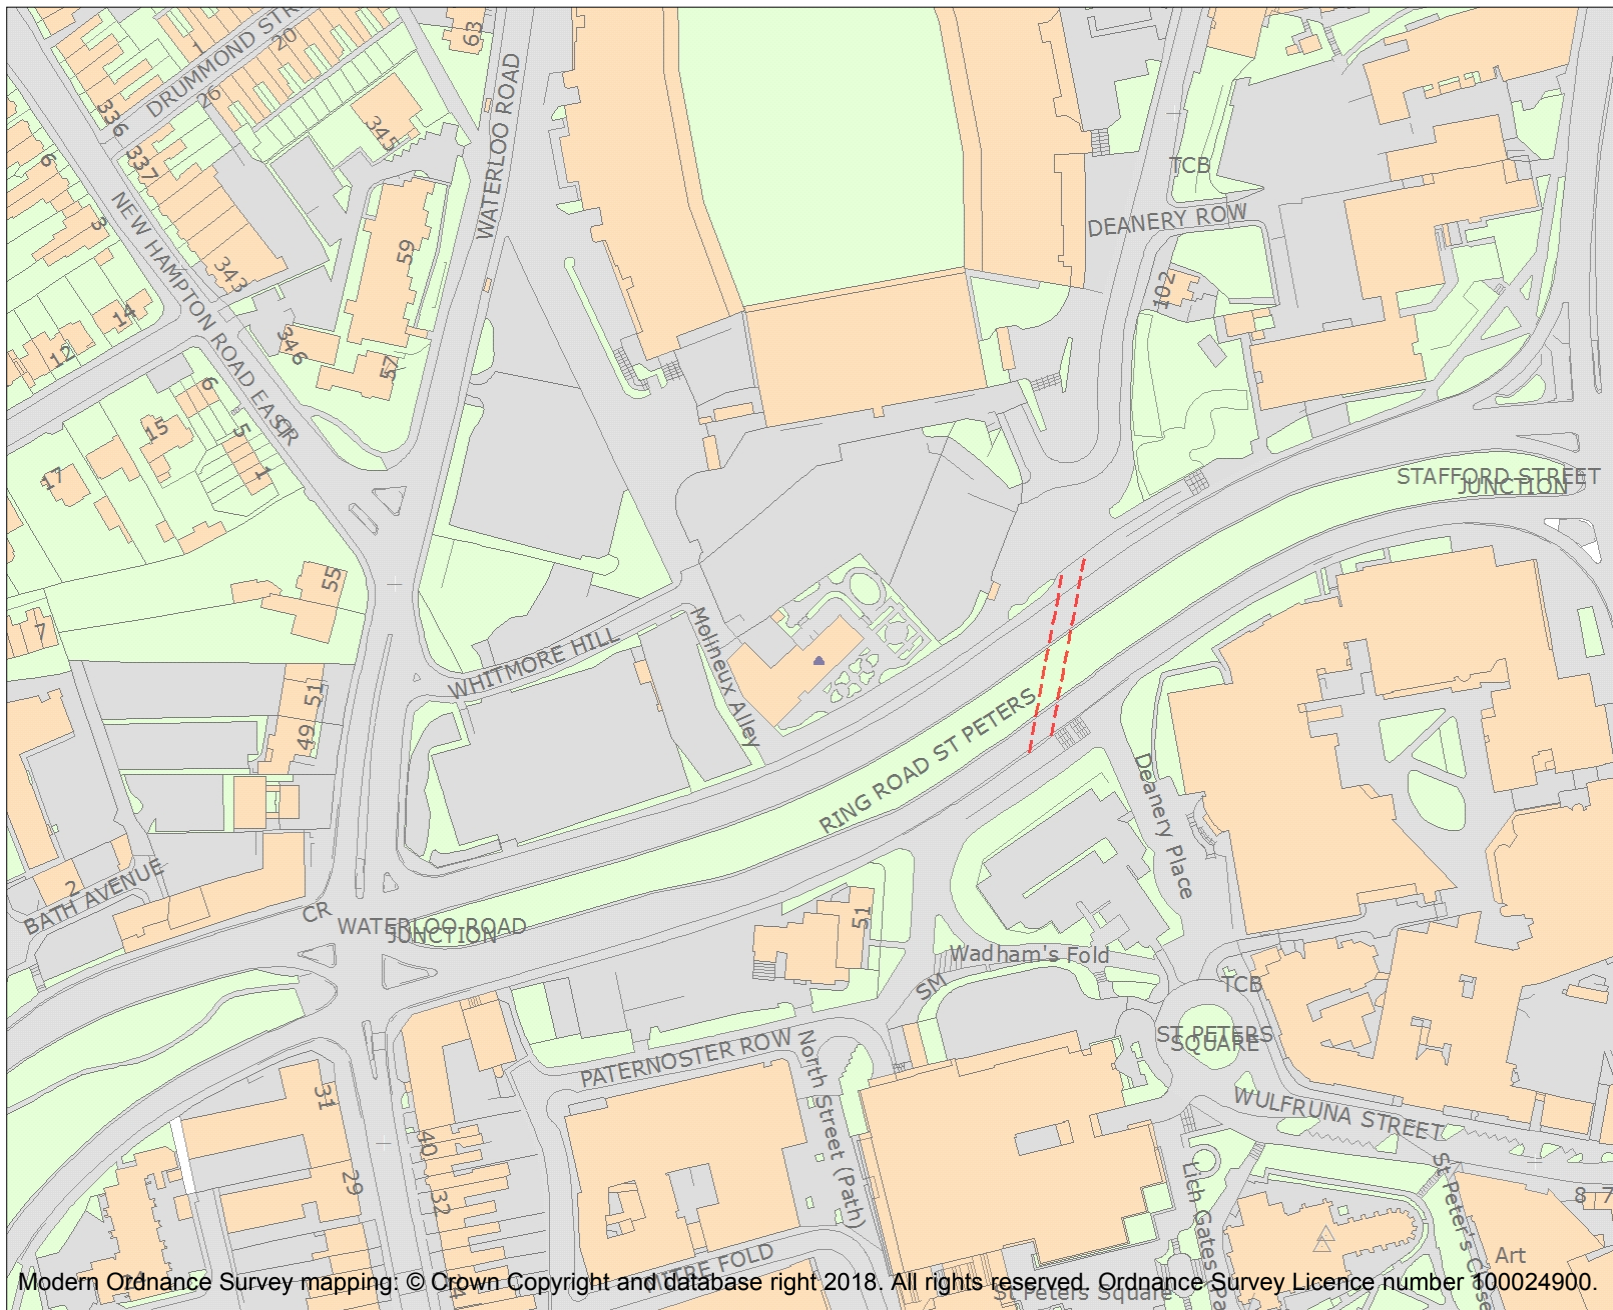 DRUMMOND STR
1
20
63
26
336
345
WATERLOO ROAD
337
6
TCB
NEW HAMPTON ROAD EAST
3
DEANERY ROW
59
343
102
14
346
12
57
6
CR
15
5
1
17
STAFFORD STREET
JUNCTION
55
7
WHITMORE HILL
Molineux Alley
51
49
RING ROAD ST PETERS
Deanery Place
2
BATH AVENUE
CR
WATERLOO ROAD
JUNCTION
51
Wadham's Fold
SM
TCB
ST PETERS
SQUARE
PATERNOSTER ROW
North Street (Path)
31
WULFRUNA STREET
40
29
32
Lich Gates Pa
St Peter's Close
8 7
Art
MITRE FOLD
St Peters Square
Modern Ordnance Survey mapping: © Crown Copyright and database right 2018. All rights reserved. Ordnance Survey Licence number 100024900.